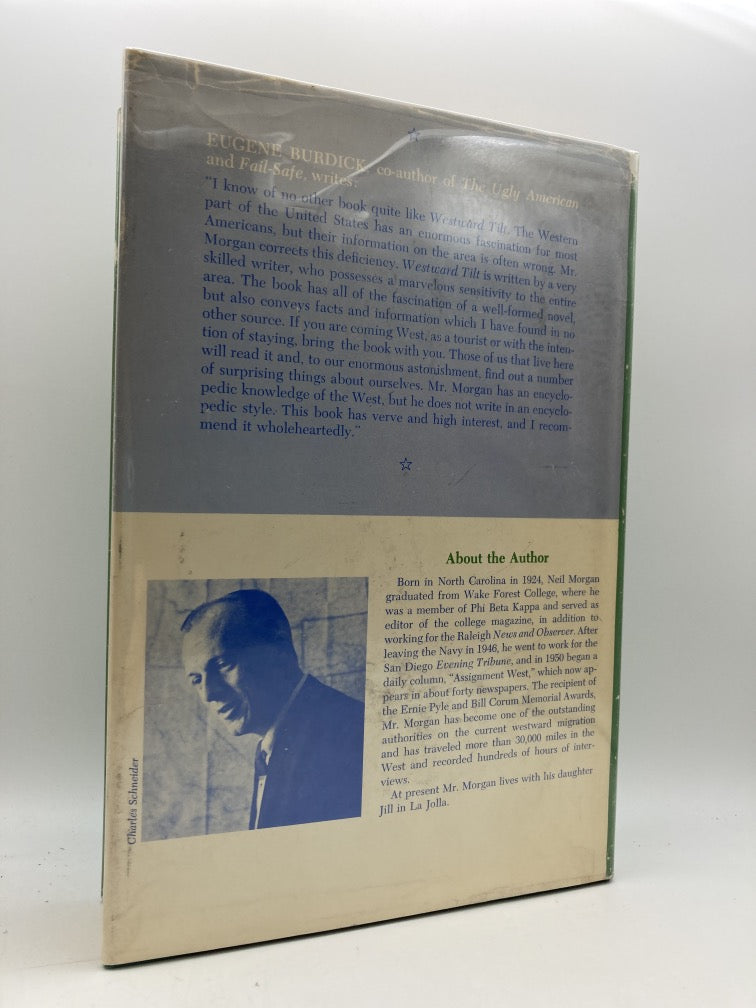 EUGENE BURDICK, co-author of The Ugly American
and Fail-Safe, writes:
"I know of no other book quite like Westward Tilt. The Western
part of the United States has an enormous fascination for most
Americans, but their information on the area is often wrong. Mr.
Morgan corrects this deficiency. Westward Tilt is written by a very
skilled writer, who possesses a marvelous sensitivity to the entire
area. The book has all of the fascination of a well-formed novel,
but also conveys facts and information which I have found in no
other source. If you are coming West, as a tourist or with the inten-
tion of staying, bring the book with you. Those of us that live here
will read it and, to our enormous astonishment, find out a number
of surprising things about ourselves. Mr. Morgan has an encyclo-
pedic knowledge of the West, but he does not write in an encyclo-
pedic style. This book has verve and high interest, and I recom-
mend it wholeheartedly."
About the Author
Born in North Carolina in 1924, Neil Morgan
graduated from Wake Forest College, where he
was a member of Phi Beta Kappa and served as
editor of the college magazine, in addition to
working for the Raleigh News and Observer. After
leaving the Navy in 1946, he went to work for the
San Diego Evening Tribune, and in 1950 began a
daily column, "Assignment West," which now ap-
pears in about forty newspapers. The recipient of
the Ernie Pyle and Bill Corum Memorial Awards,
Mr. Morgan has become one of the outstanding
authorities on the current westward migration
and has traveled more than 30,000 miles in the
West and recorded hundreds of hours of inter-
views.
At present Mr. Morgan lives with his daughter
Jill in La Jolla.
Charles Schneider